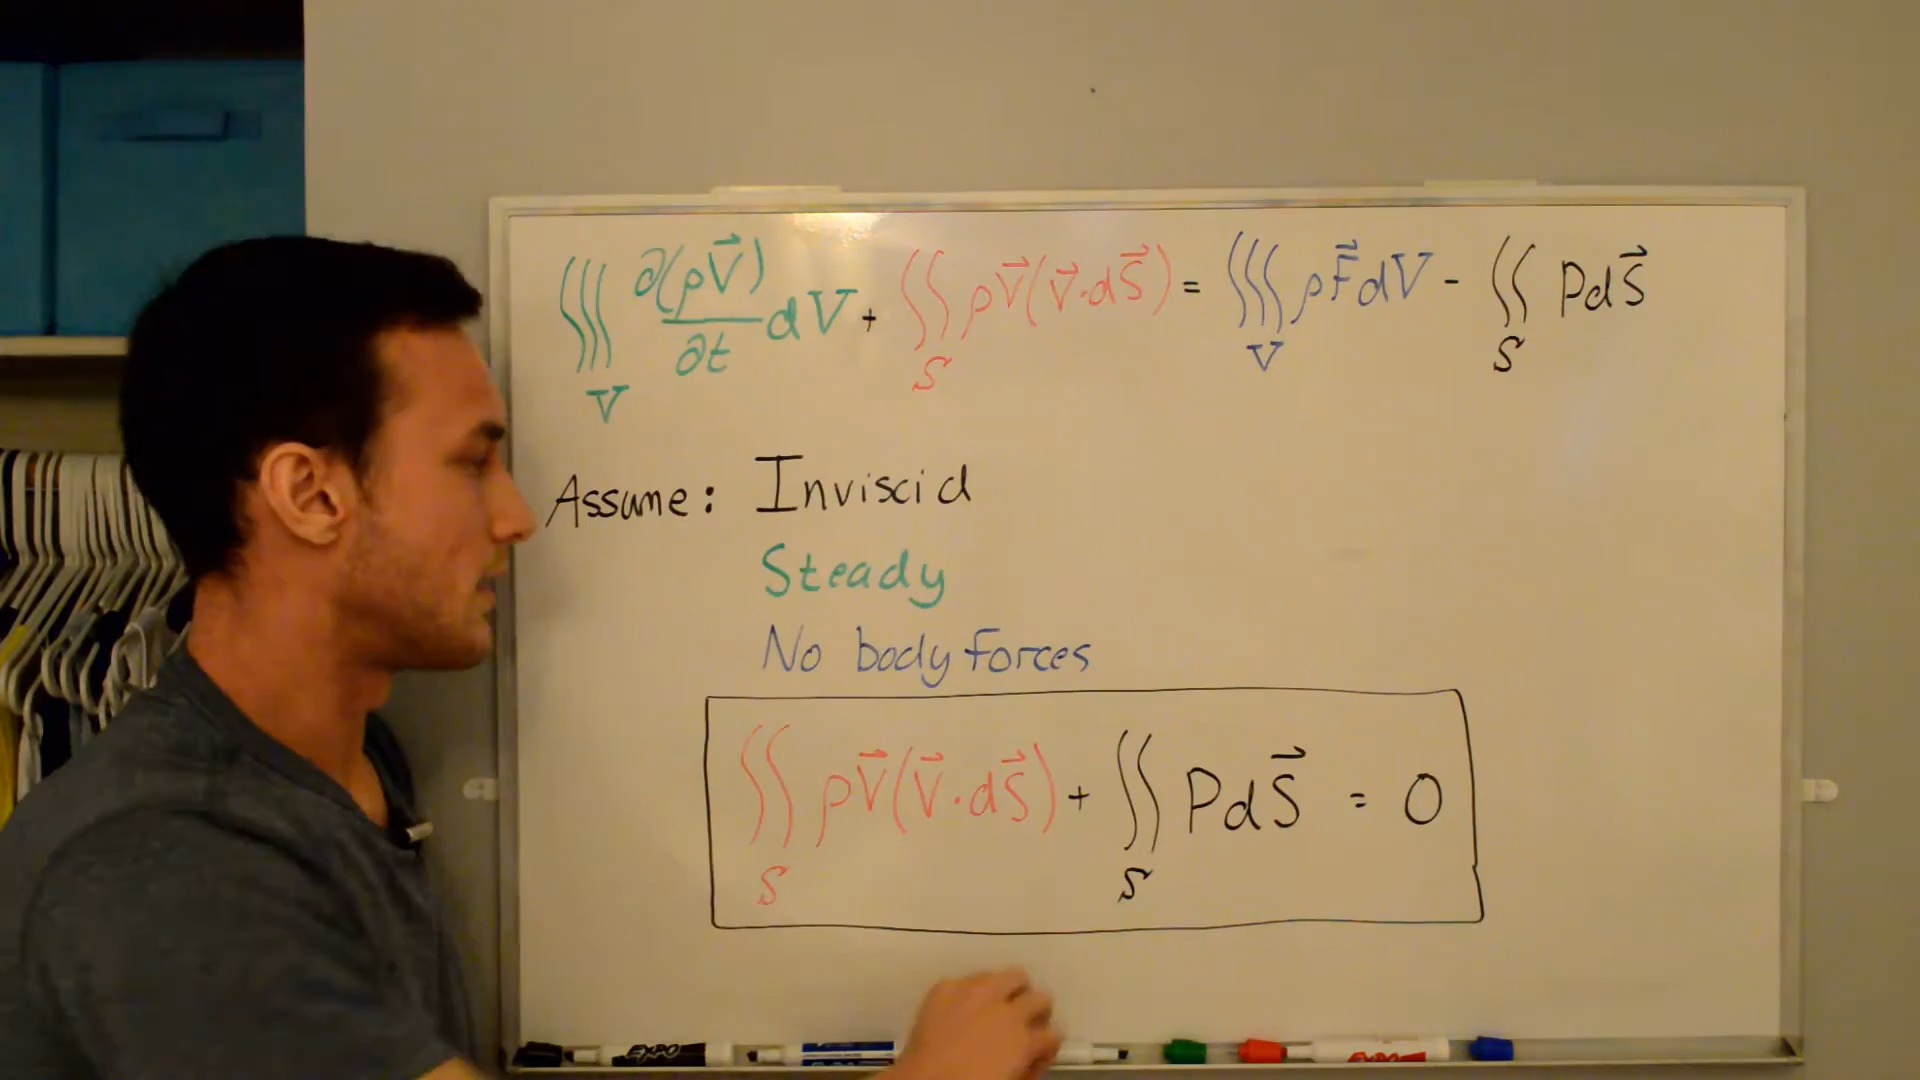 ∭_V ∂(ρV⃗)/∂t dV + ∬_S ρV⃗(V⃗·dS⃗) = ∭_V ρF⃗dV - ∬_S PdS⃗
Assume: Inviscid
Steady
No body forces
∬_S ρV⃗(V⃗·dS⃗) + ∬_S PdS⃗ = 0
EXPO EXPO